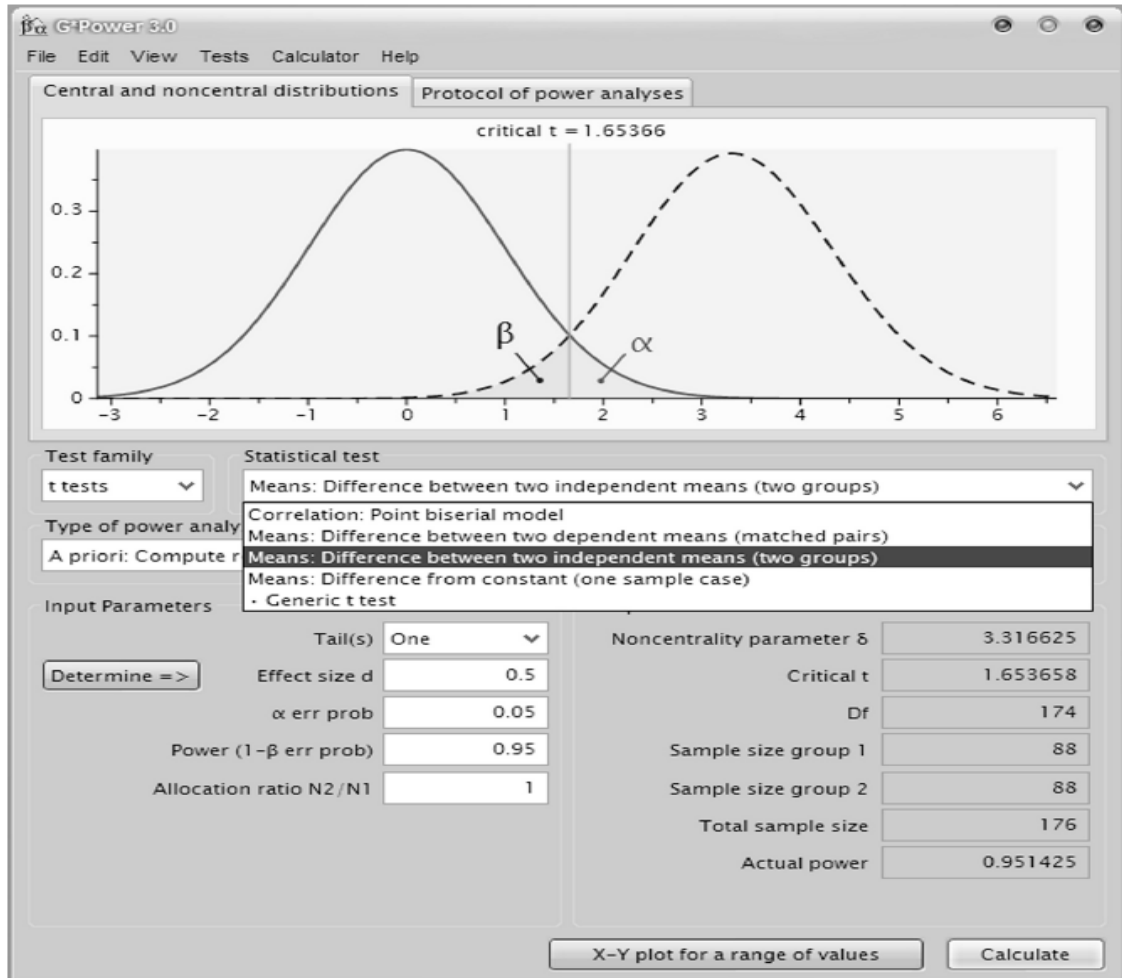 βα G*Power 3.0
File Edit View Tests Calculator Help
Central and noncentral distributions Protocol of power analyses
critical t = 1.65366
0.3
0.2
0.1
0
β
α
-3 -2 -1 0 1 2 3 4 5 6
Test family Statistical test
t tests Means: Difference between two independent means (two groups)
Correlation: Point biserial model
Type of power analy Means: Difference between two dependent means (matched pairs)
A priori: Compute r Means: Difference between two independent means (two groups)
Means: Difference from constant (one sample case)
Input Parameters • Generic t test
Tail(s) One Noncentrality parameter δ 3.316625
Determine => Effect size d 0.5 Critical t 1.653658
α err prob 0.05 Df 174
Power (1-β err prob) 0.95 Sample size group 1 88
Allocation ratio N2/N1 1 Sample size group 2 88
Total sample size 176
Actual power 0.951425
X-Y plot for a range of values Calculate